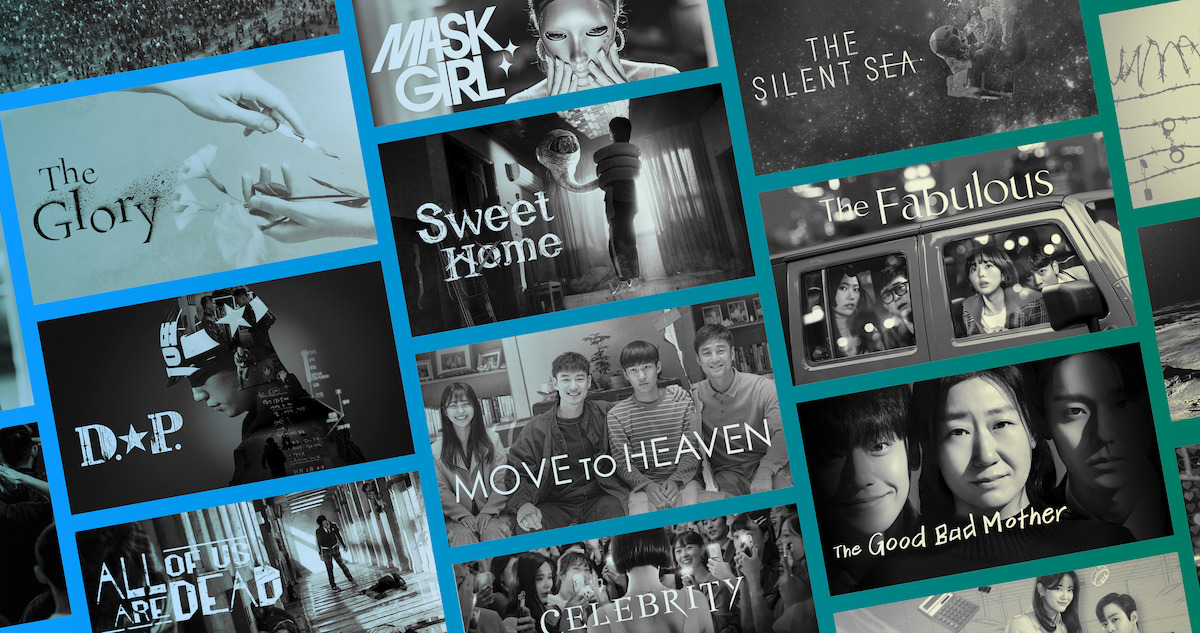 The
Glory
D.★P.
ALL OF US
ARE DEAD
MASK
GIRL
Sweet
Home
MOVE TO HEAVEN
CELEBRITY
THE
SILENT SEA
The Fabulous
The Good Bad Mother